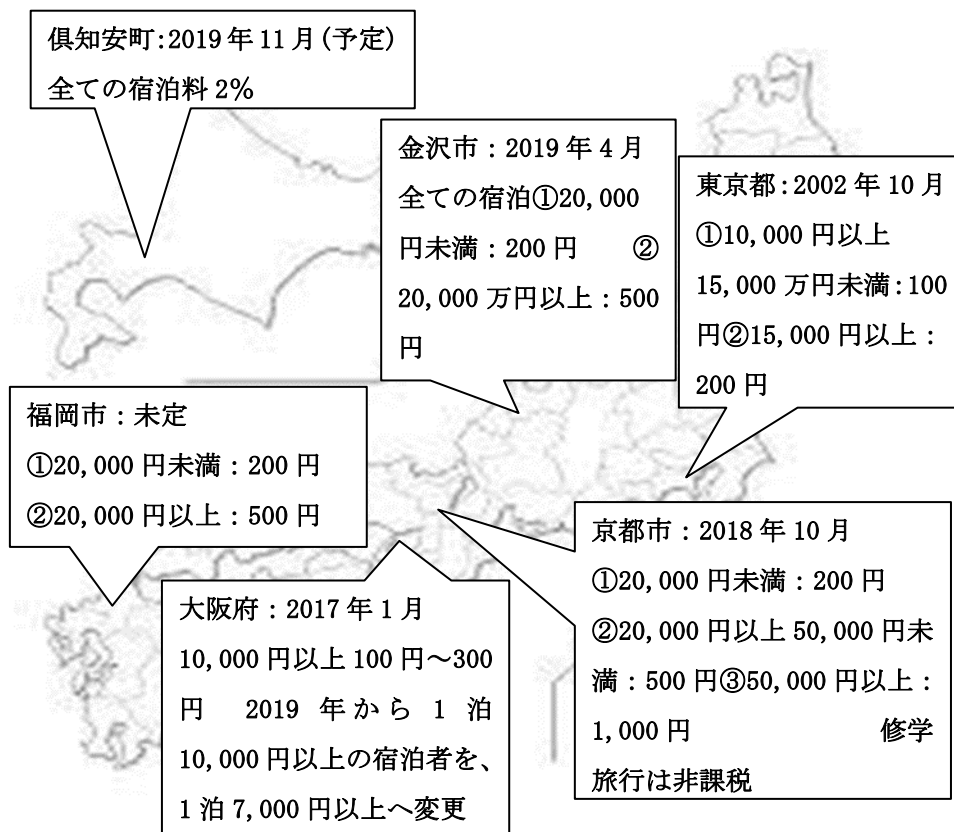 倶知安町:2019年11月(予定)
全ての宿泊料2%
金沢市：2019年4月
全ての宿泊①20,000
円未満：200円　②
20,000万円以上：500
円
東京都:2002年10月
①10,000円以上
15,000万円未満:100
円②15,000円以上：
200円
福岡市：未定
①20,000円未満：200円
②20,000円以上：500円
京都市：2018年10月
①20,000円未満：200円
②20,000円以上50,000円未
満：500円③50,000円以上：
1,000円　修学
旅行は非課税
大阪府：2017年1月
10,000円以上100円～300
円　2019年から1泊
10,000円以上の宿泊者を、
1泊7,000円以上へ変更